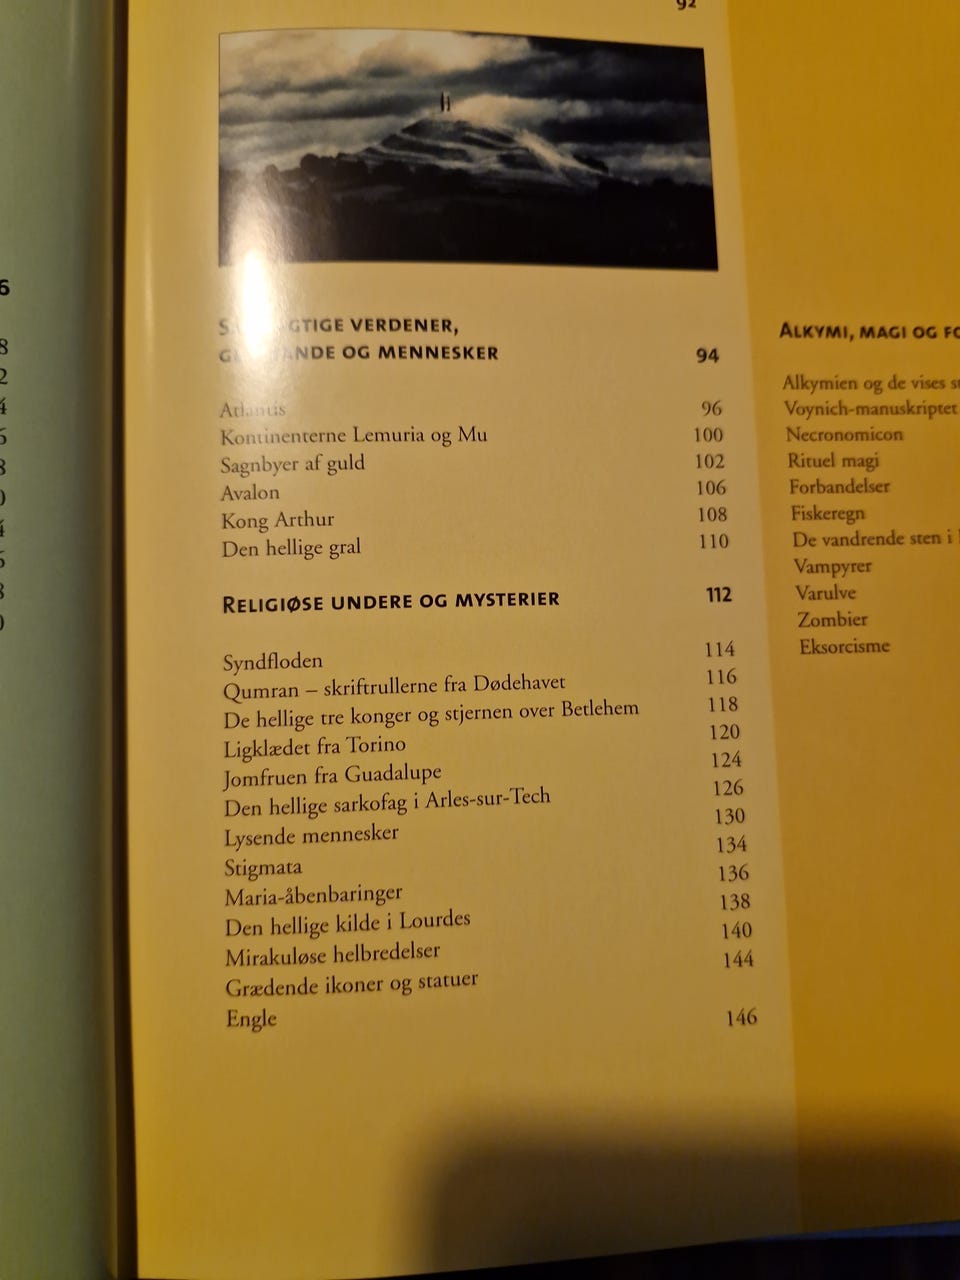 92
TIGE VERDENER,
OG MENNESKER 94
Atlantis 96
Kontinenterne Lemuria og Mu 100
Sagnbyer af guld 102
Avalon 106
Kong Arthur 108
Den hellige gral 110
RELIGIØSE UNDERE OG MYSTERIER 112
Syndfloden 114
Qumran – skriftrullerne fra Dødehavet 116
De hellige tre konger og stjernen over Betlehem 118
Ligklædet fra Torino 120
Jomfruen fra Guadalupe 124
Den hellige sarkofag i Arles-sur-Tech 126
Lysende mennesker 130
Stigmata 134
Maria-åbenbaringer 136
Den hellige kilde i Lourdes 138
Mirakuløse helbredelser 140
Grædende ikoner og statuer 144
Engle 146
ALKYMI, MAGI OG
Alkymien og de vises
Voynich-manuskriptet
Necronomicon
Rituel magi
Forbandelser
Fiskeregn
De vandrende sten i
Vampyrer
Varulve
Zombier
Eksorcisme